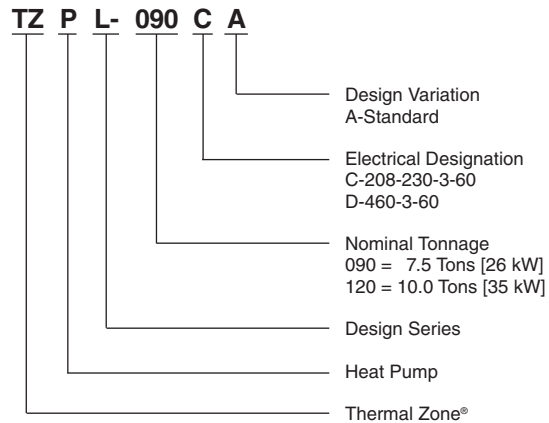 TZ P L- 090 C A
Design Variation
A-Standard
Electrical Designation
C-208-230-3-60
D-460-3-60
Nominal Tonnage
090 = 7.5 Tons [26 kW]
120 = 10.0 Tons [35 kW]
Design Series
Heat Pump
Thermal Zone®